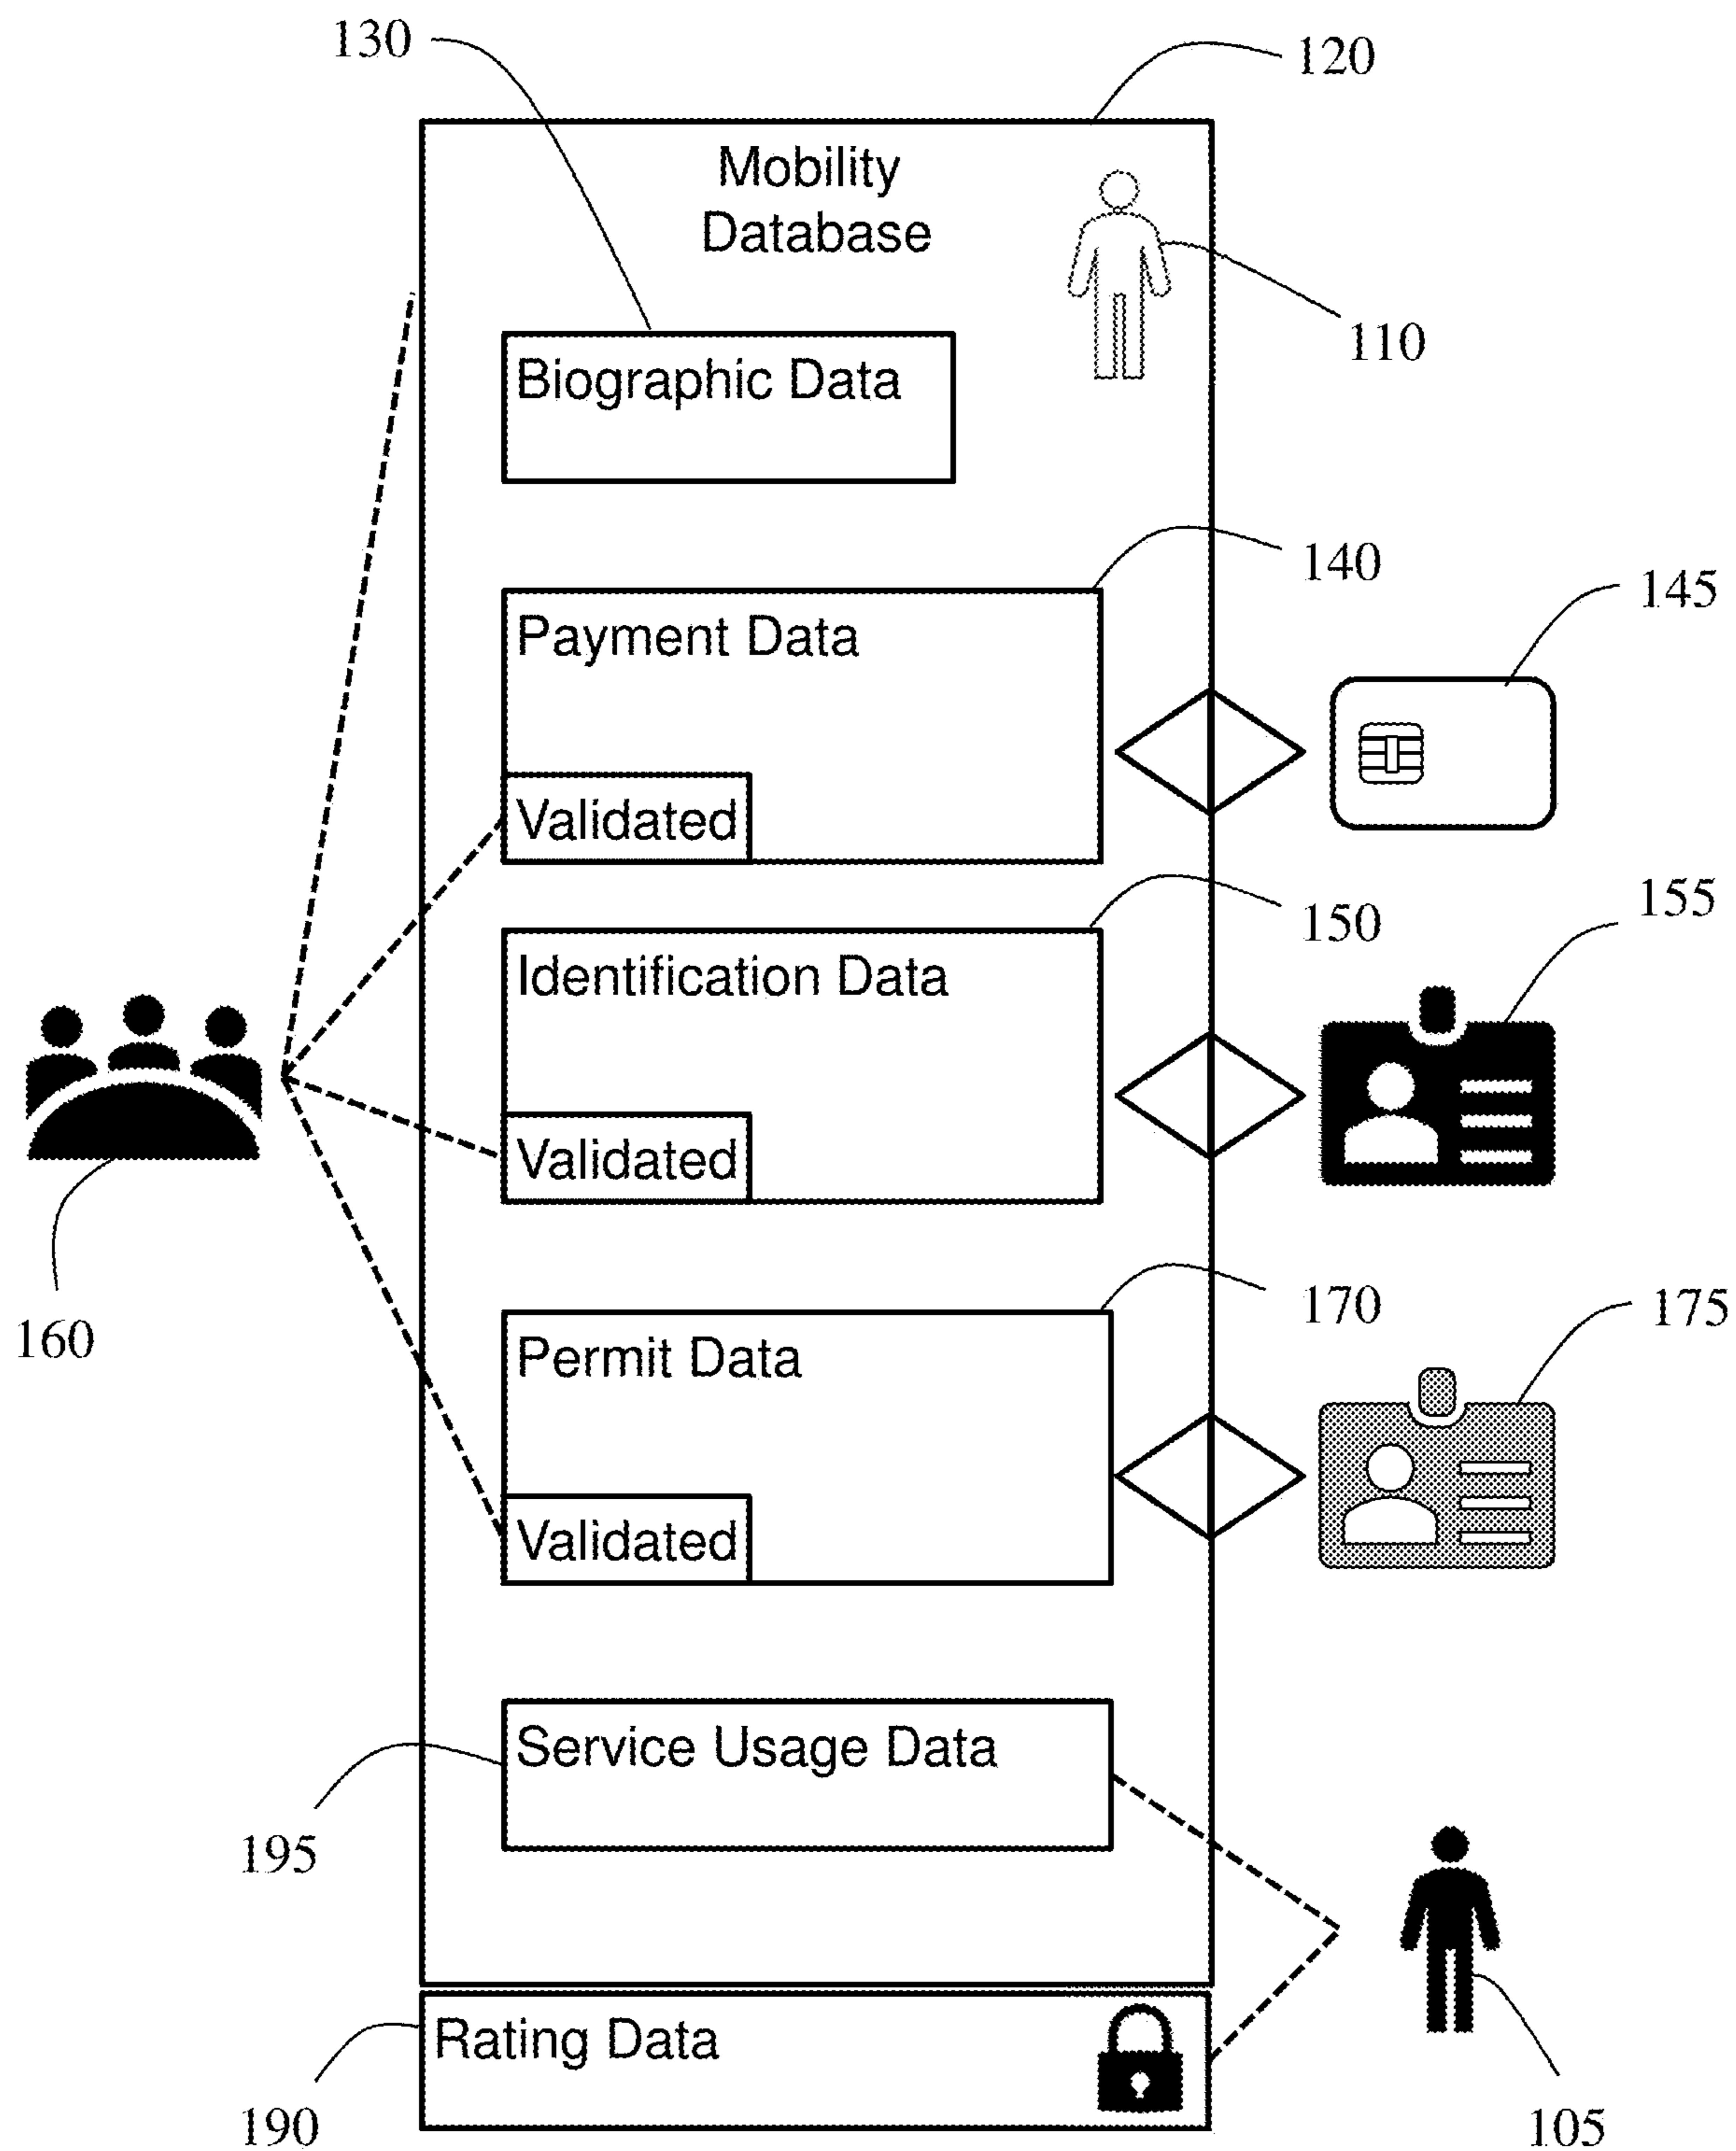 130
120
Mobility
Database
110
Biographic Data
140
145
Payment Data
Validated
150
155
Identification Data
Validated
160
170
175
Permit Data
Validated
Service Usage Data
195
Rating Data
190
105